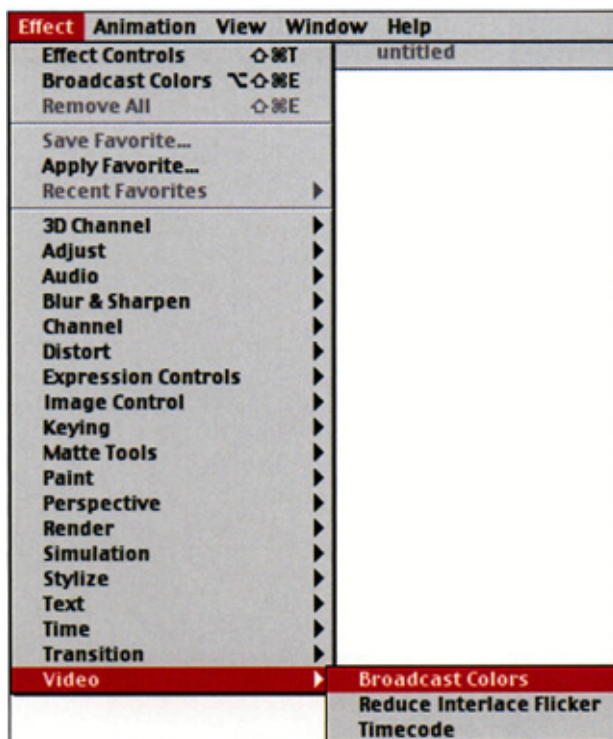 Effect Animation View Window Help
untitled
Effect Controls ⇧⌘T
Broadcast Colors ⌥⇧⌘E
Remove All ⇧⌘E
Save Favorite...
Apply Favorite...
Recent Favorites
3D Channel
Adjust
Audio
Blur & Sharpen
Channel
Distort
Expression Controls
Image Control
Keying
Matte Tools
Paint
Perspective
Render
Simulation
Stylize
Text
Time
Transition
Video
Broadcast Colors
Reduce Interlace Flicker
Timecode